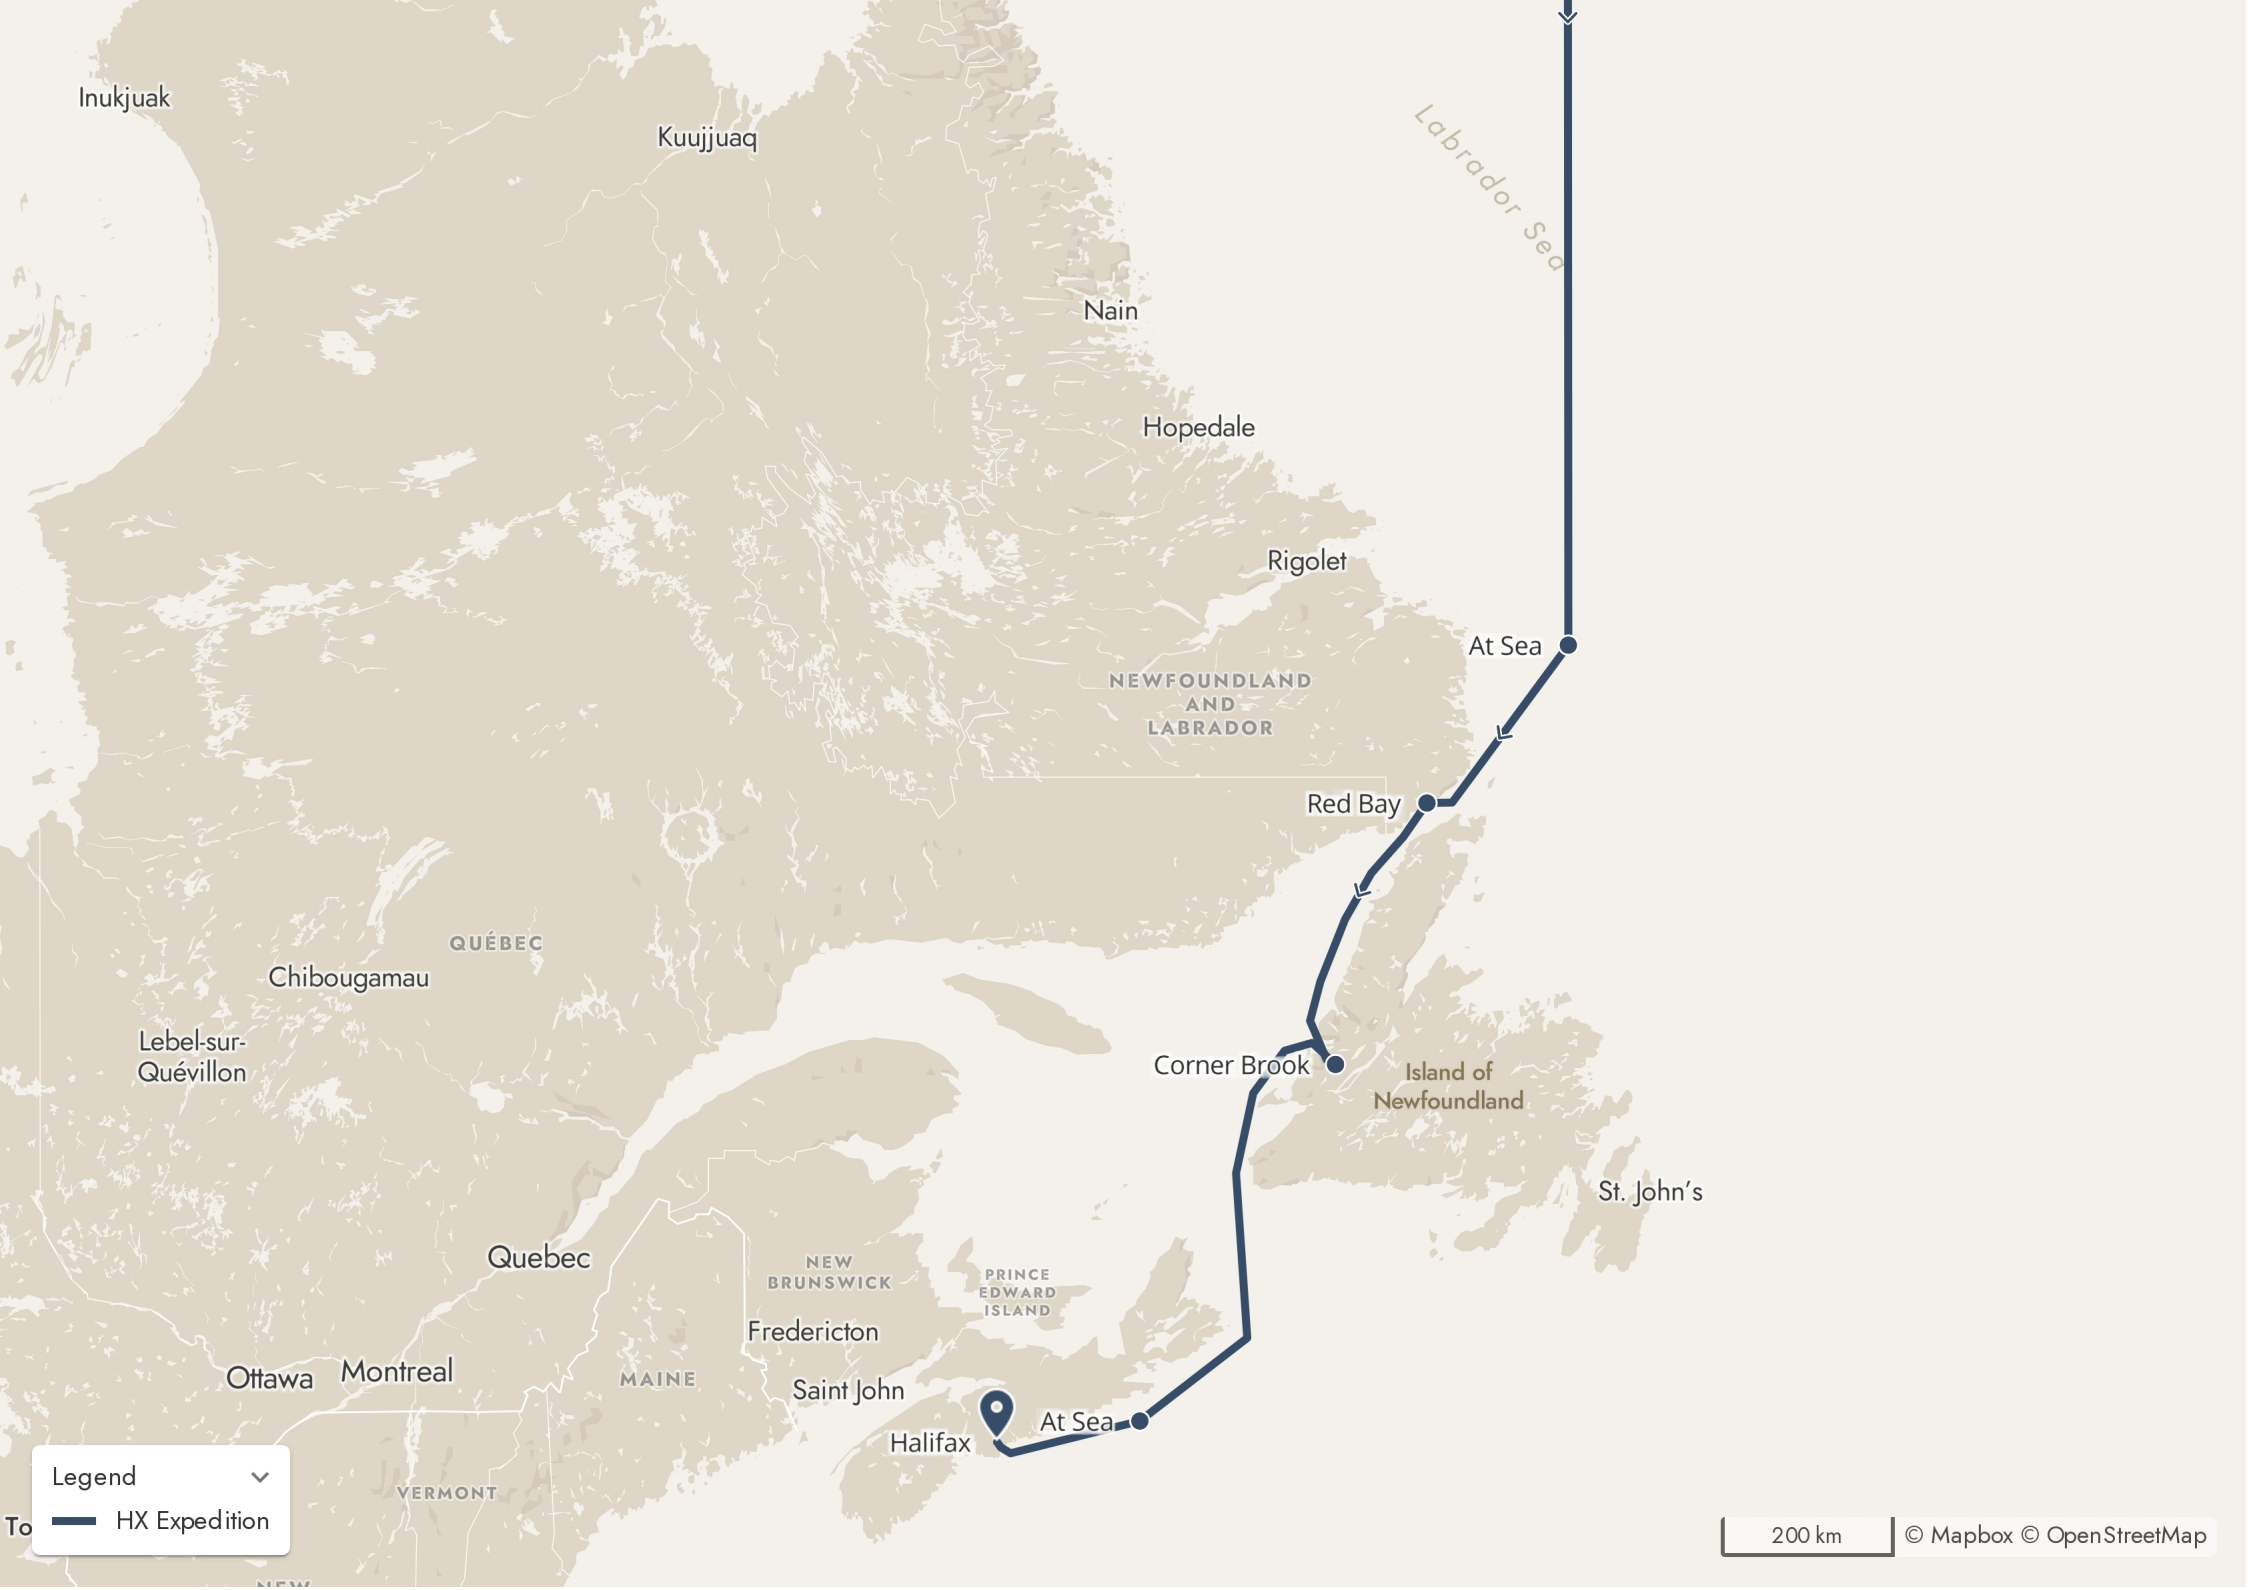 Inukjuak
Kuujjuaq
Labrador Sea
Nain
Hopedale
Rigolet
At Sea
NEWFOUNDLAND
AND
LABRADOR
Red Bay
QUÉBEC
Chibougamau
Lebel-sur-
Quévillon
Corner Brook
Island of
Newfoundland
St. John's
Quebec
NEW
BRUNSWICK
PRINCE
EDWARD
ISLAND
Fredericton
Ottawa
Montreal
MAINE
Saint John
At Sea
Halifax
Legend
VERMONT
HX Expedition
To
200 km
© Mapbox © OpenStreetMap
NEW